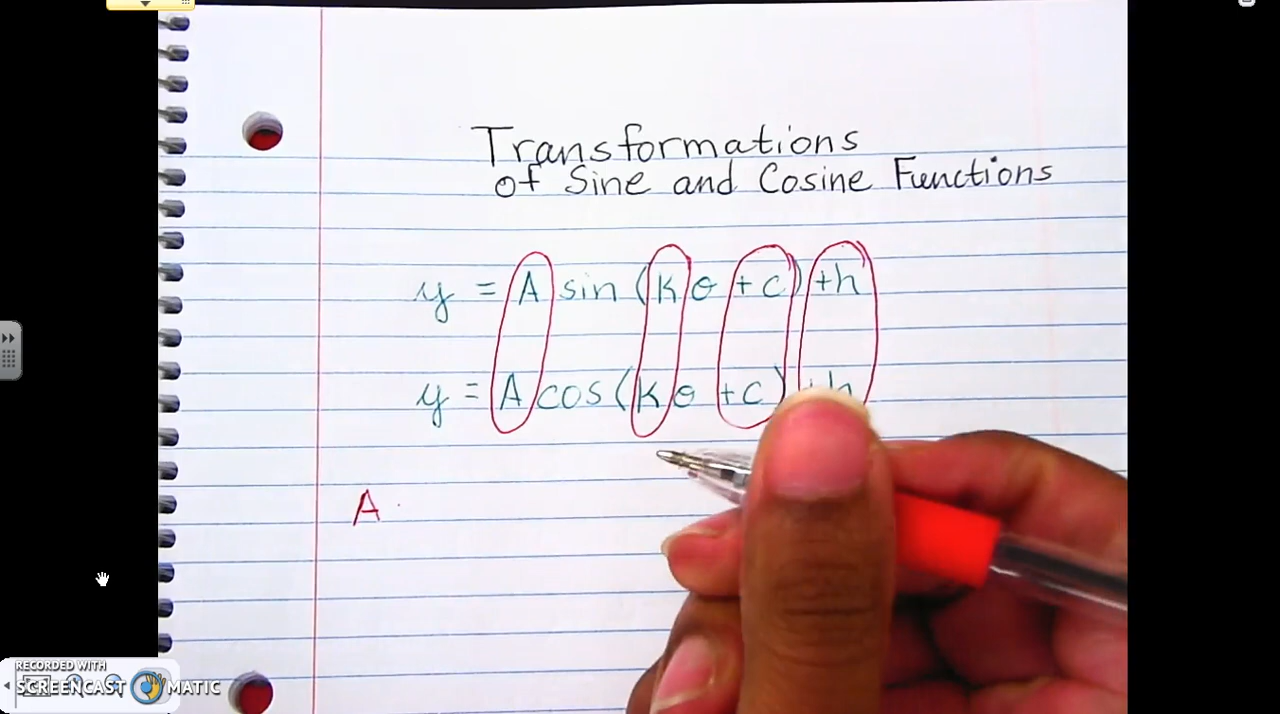 Transformations
of Sine and Cosine Functions
y = A sin (kθ + c) + h
y = A cos (kθ + c) + h
A
RECORDED WITH
SCREENCAST MATIC